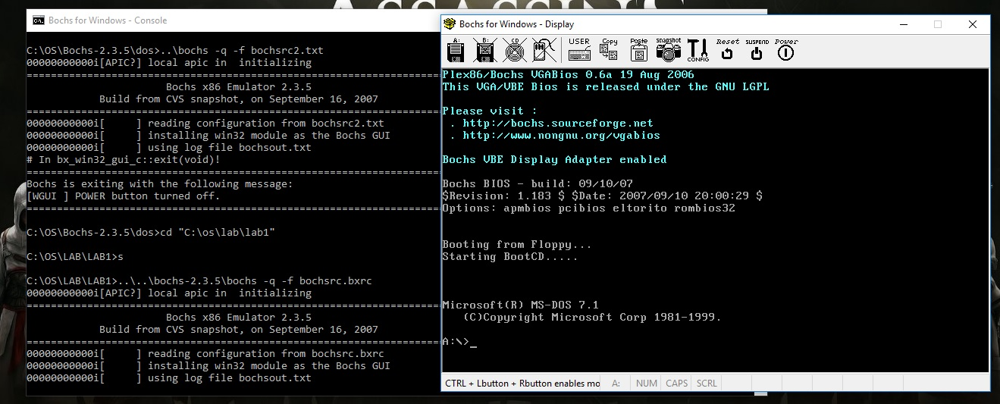 ASSASSINS
Bochs for Windows - Console
C:\OS\Bochs-2.3.5\dos>..\bochs -q -f bochsrc2.txt
00000000000i[APIC?] local apic in  initializing
========================================================================
Bochs x86 Emulator 2.3.5
Build from CVS snapshot, on September 16, 2007
========================================================================
00000000000i[     ] reading configuration from bochsrc2.txt
00000000000i[     ] installing win32 module as the Bochs GUI
00000000000i[     ] using log file bochsout.txt
# In bx_win32_gui_c::exit(void)!
========================================================================
Bochs is exiting with the following message:
[WGUI ] POWER button turned off.
========================================================================
C:\OS\Bochs-2.3.5\dos>cd "C:\os\lab\lab1"
C:\OS\LAB\LAB1>s
C:\OS\LAB\LAB1>..\..\bochs-2.3.5\bochs -q -f bochsrc.bxrc
00000000000i[APIC?] local apic in  initializing
========================================================================
Bochs x86 Emulator 2.3.5
Build from CVS snapshot, on September 16, 2007
========================================================================
00000000000i[     ] reading configuration from bochsrc.bxrc
00000000000i[     ] installing win32 module as the Bochs GUI
00000000000i[     ] using log file bochsout.txt
Bochs for Windows - Display
A: B: CD USER Copy Paste snapshot CONFIG Reset SUSPEND Power
Plex86/Bochs VGABios 0.6a 19 Aug 2006
This VGA/VBE Bios is released under the GNU LGPL
Please visit :
. http://bochs.sourceforge.net
. http://www.nongnu.org/vgabios
Bochs VBE Display Adapter enabled
Bochs BIOS - build: 09/10/07
$Revision: 1.183 $ $Date: 2007/09/10 20:00:29 $
Options: apmbios pcibios eltorito rombios32
Booting from Floppy...
Starting BootCD.....
Microsoft(R) MS-DOS 7.1
(C)Copyright Microsoft Corp 1981-1999.
A:\>_
CTRL + Lbutton + Rbutton enables mo A: NUM CAPS SCRL